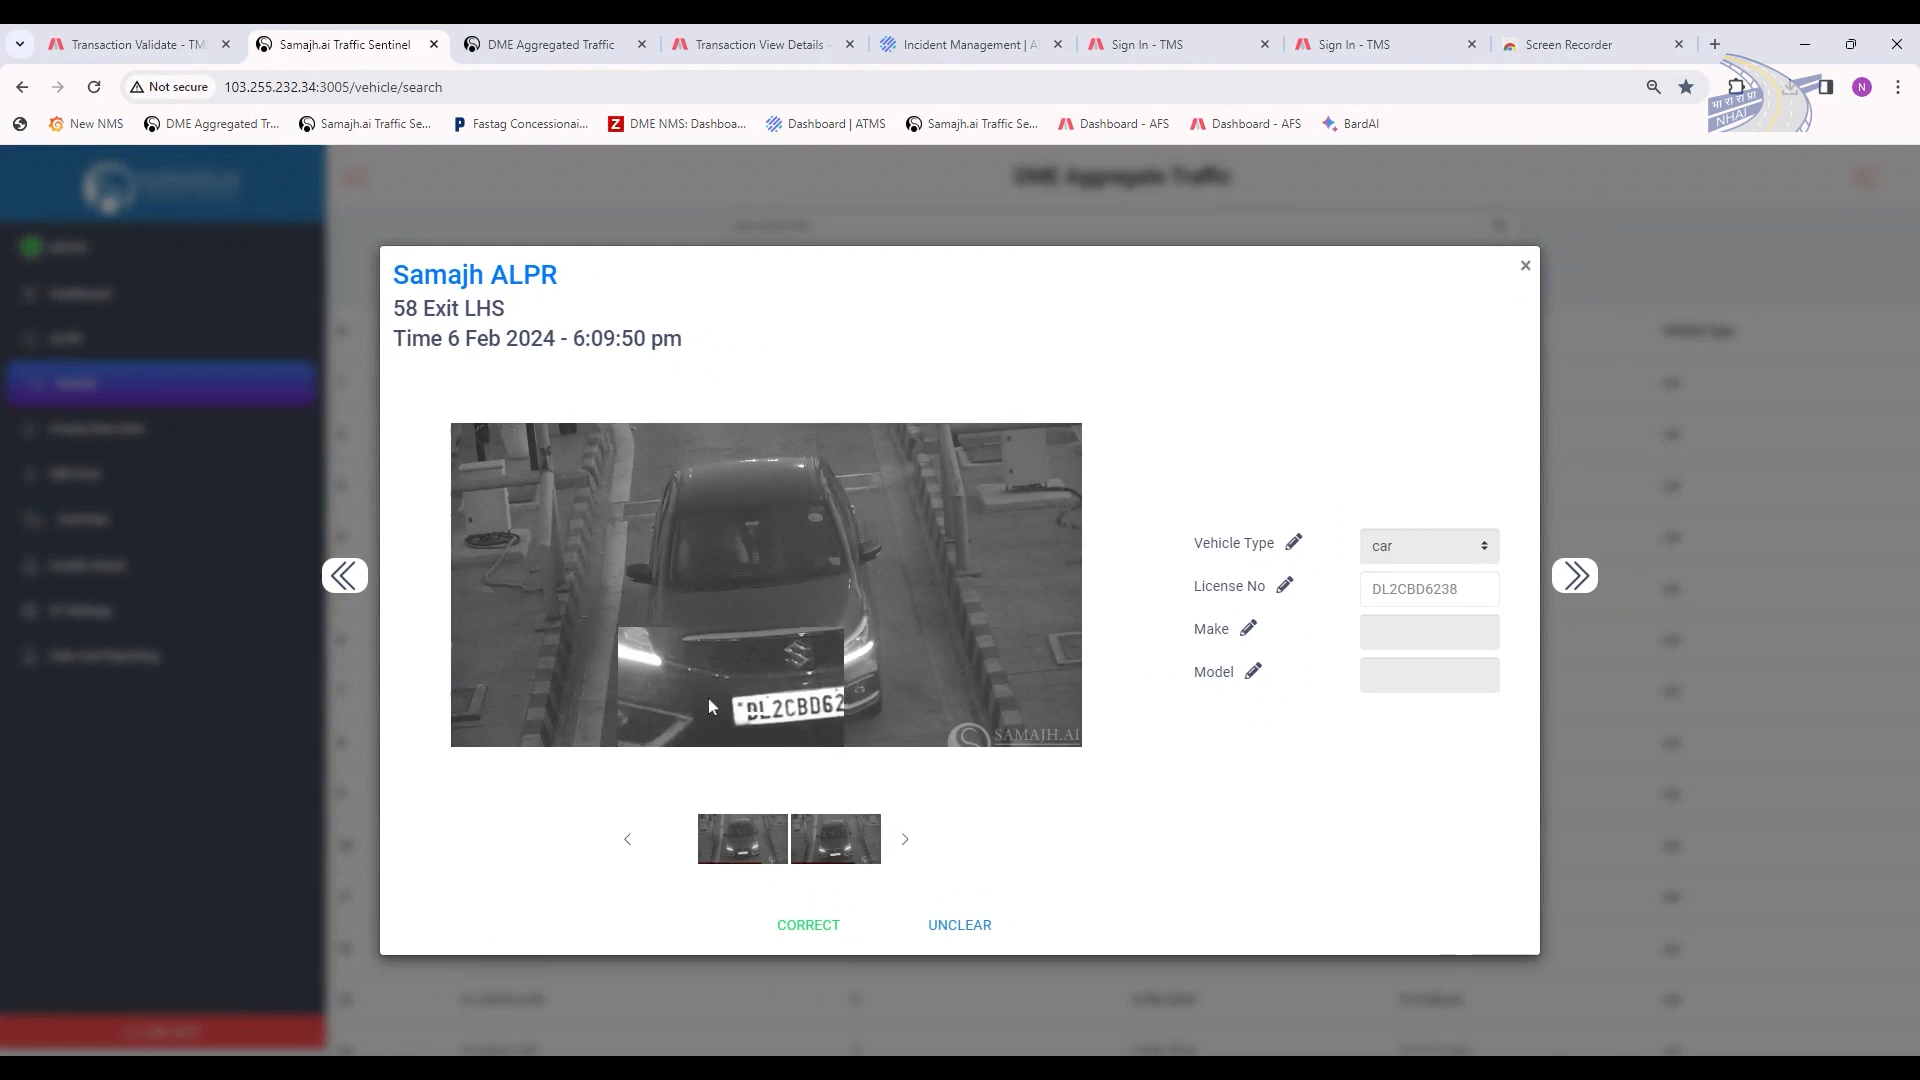 Transaction Validate - TM
Samajh.ai Traffic Sentinel
DME Aggregated Traffic
Transaction View Details -
Incident Management | A
Sign In - TMS
Sign In - TMS
Screen Recorder
Not secure
103.255.232.34:3005/vehicle/search
N
भा रा रा प्रा
NHAI
New NMS
DME Aggregated Tr...
Samajh.ai Traffic Se...
Fastag Concessionai...
DME NMS: Dashboa...
Dashboard | ATMS
Samajh.ai Traffic Se...
Dashboard - AFS
Dashboard - AFS
BardAI
DME Aggregate Traffic
Samajh ALPR
58 Exit LHS
Time 6 Feb 2024 - 6:09:50 pm
Vehicle Type
car
License No
DL2CBD6238
Make
Model
DL2CBD62
SAMAJH.AI
CORRECT
UNCLEAR